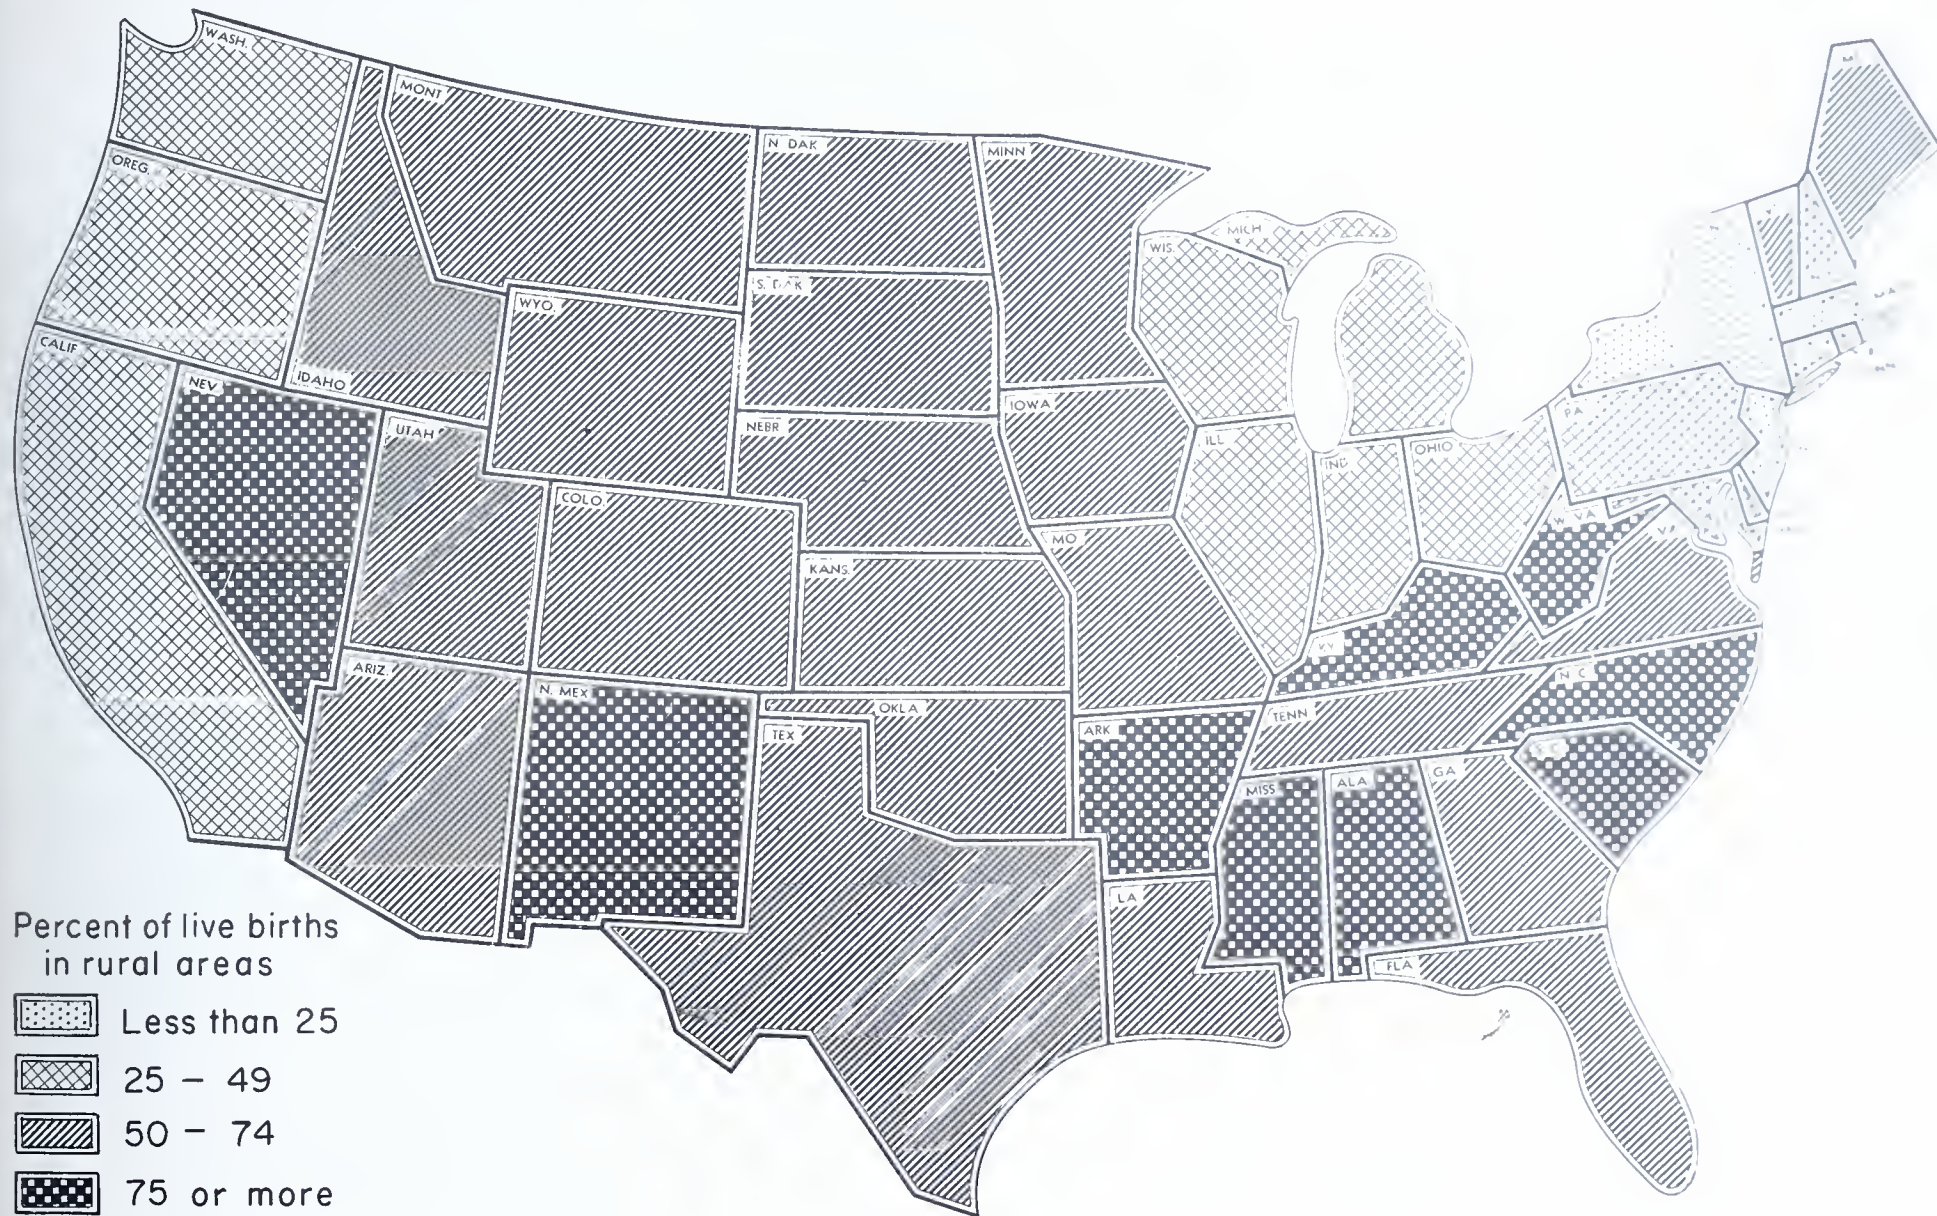 WASH.
MONT
N. DAK
MINN
OREG.
MICH
WIS.
S. DAK
WYO.
CALIF
NEV
IDAHO
IOWA
UTAH
NEBR
PA
ILL
IND
OHIO
COLO
W. VA
VA
MO
KANS.
KY
ARIZ.
N. MEX
OKLA
N C
TENN
TEX
ARK
S. C.
GA
MISS
ALA
LA
FLA
Percent of live births
in rural areas
Less than 25
25 – 49
50 – 74
75 or more